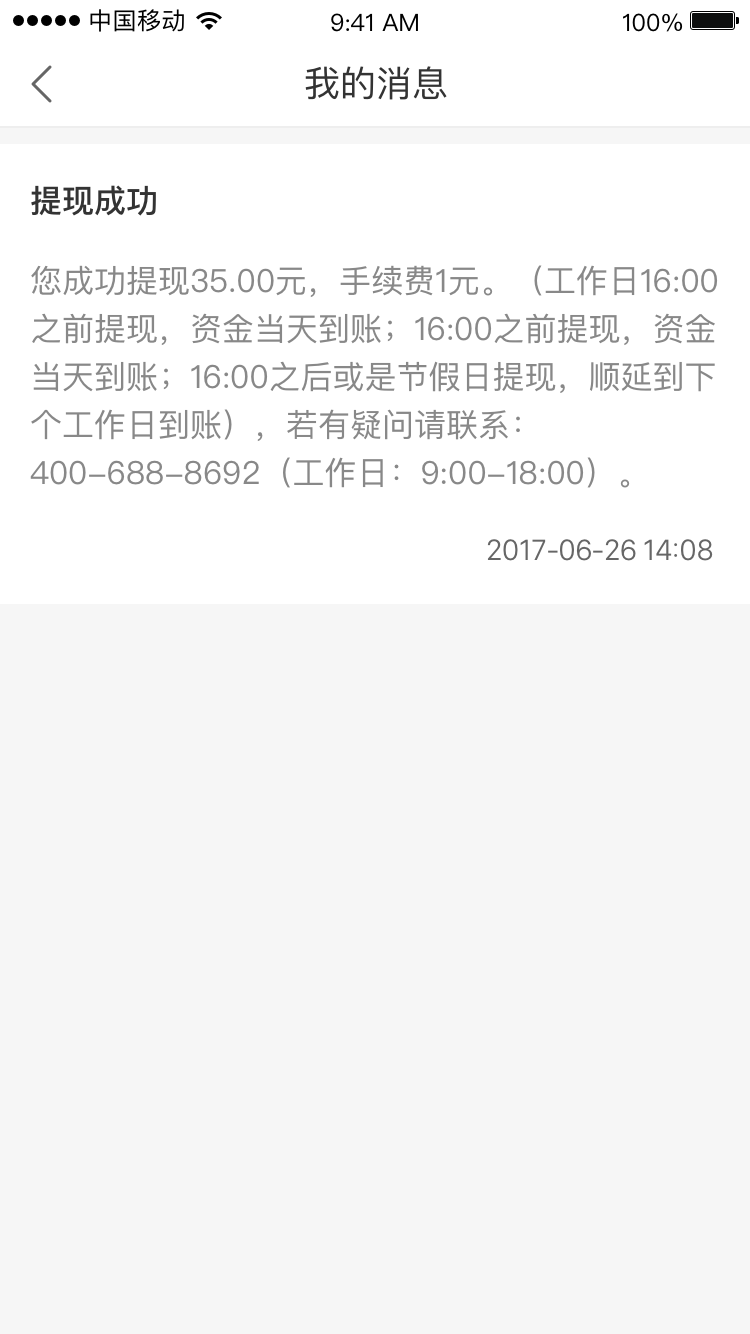 中国移动 9:41 AM 100%
我的消息
提现成功
您成功提现35.00元，手续费1元。（工作日16:00
之前提现，资金当天到账；16:00之前提现，资金
当天到账；16:00之后或是节假日提现，顺延到下
个工作日到账），若有疑问请联系：
400–688–8692（工作日：9:00–18:00）。
2017-06-26 14:08